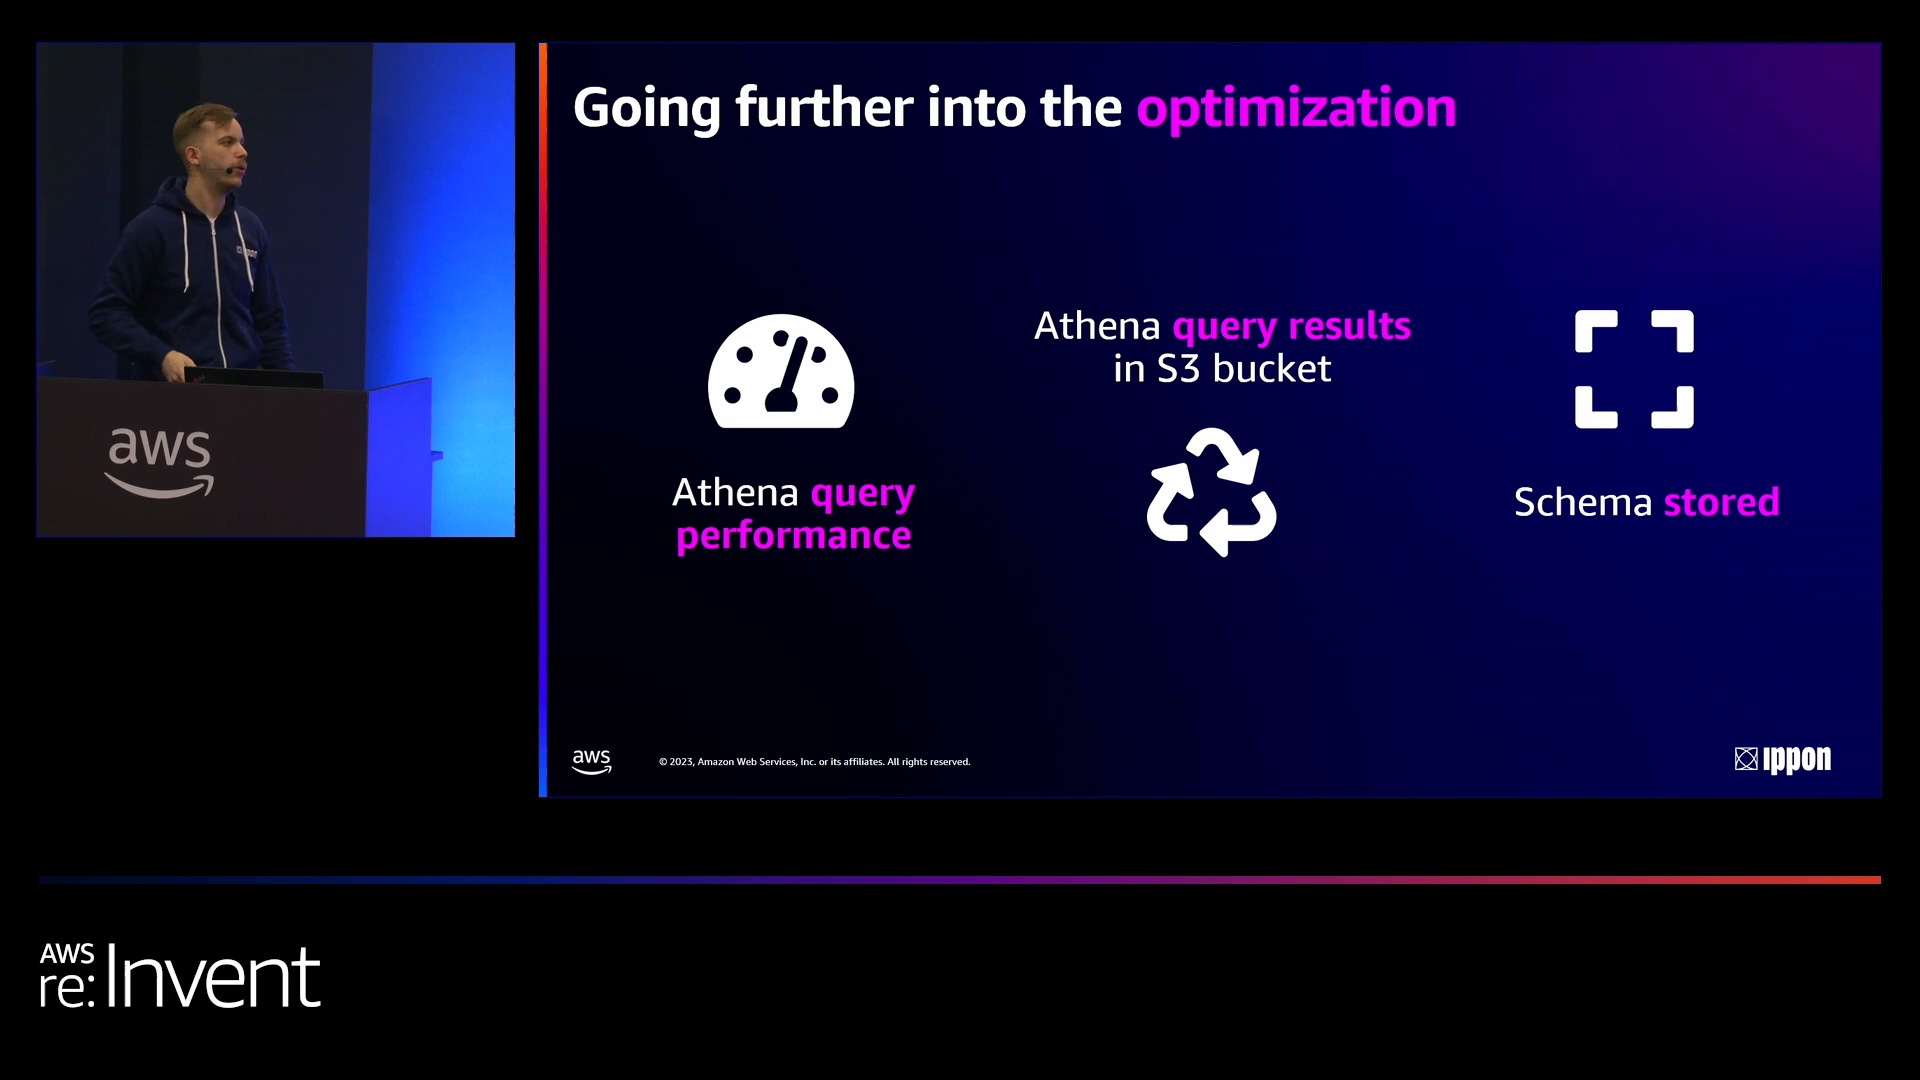 Going further into the optimization
Athena query
performance
Athena query results
in S3 bucket
Schema stored
aws
© 2023, Amazon Web Services, Inc. or its affiliates. All rights reserved.
ippon
aws
ippon
AWS
re:Invent